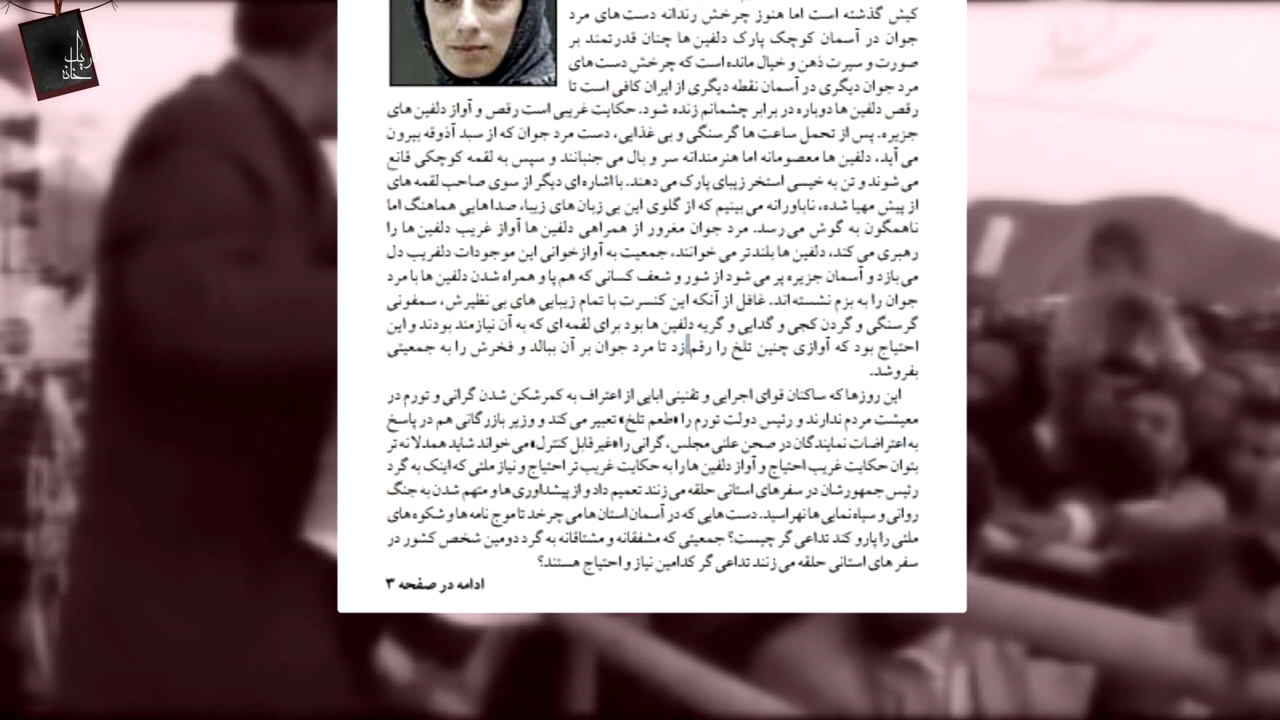 تاریک
خانه
کیش گذشته است اما هنوز چرخش رندانه دست های مرد
جوان در آسمان کوچک پارک دلفین ها چنان قدرتمند بر
صورت و سیرت ذهن و خیال مانده است که چرخش دست های
مرد جوان دیگری در آسمان نقطه دیگری از ایران کافی است تا
رقص دلفین ها دوباره در برابر چشمانم زنده شود. حکایت غریبی است رقص و آواز دلفین های
جزیره. پس از تحمل ساعت ها گرسنگی و بی غذایی، دست مرد جوان که از سبد آذوقه بیرون
می آید، دلفین ها معصومانه اما هنرمندانه سر و بال می جنبانند و سپس به لقمه کوچکی قانع
می شوند و تن به خیسی استخر زیبای پارک می دهند. با اشاره ای دیگر از سوی صاحب لقمه های
از پیش مهیا شده، ناباورانه می بینیم که از گلوی این بی زبان های زیبا، صداهایی هماهنگ اما
ناهمگون به گوش می رسد. مرد جوان مغرور از همراهی دلفین ها آواز غریب دلفین ها را
رهبری می کند، دلفین ها بلندتر می خوانند، جمعیت به آوازخوانی این موجودات دلفریب دل
می بازد و آسمان جزیره پر می شود از شور و شعف کسانی که هم پا و همراه شدن دلفین ها با مرد
جوان را به بزم نشسته اند. غافل از آنکه این کنسرت با تمام زیبایی های بی نظیرش، سمفونی
گرسنگی و گردن کجی و گدایی و گریه دلفین ها بود برای لقمه ای که به آن نیازمند بودند و این
احتیاج بود که آوازی چنین تلخ را رقم زد تا مرد جوان بر آن ببالد و فخرش را به جمعیتی
بفروشد.
این روزها که ساکنان قوای اجرایی و تقنینی ابایی از اعتراف به کمرشکن شدن گرانی و تورم در
معیشت مردم ندارند و رئیس دولت تورم را «طعم تلخ» تعبیر می کند و وزیر بازرگانی هم در پاسخ
به اعتراضات نمایندگان در صحن علنی مجلس، گرانی را «غیر قابل کنترل» می خواند شاید همدلانه تر
بتوان حکایت غریب احتیاج و آواز دلفین ها را به حکایت غریب تر احتیاج و نیاز ملتی که اینک به گرد
رئیس جمهورشان در سفرهای استانی حلقه می زنند تعمیم داد و از پیشداوری ها و متهم شدن به جنگ
روانی و سیاه نمایی ها نهراسید. دست هایی که در آسمان استان ها می چرخد تا موج نامه ها و شکوه های
ملتی را پارو کند تداعی گر چیست؟ جمعیتی که مشفقانه و مشتاقانه به گرد دومین شخص کشور در
سفر های استانی حلقه می زنند تداعی گر کدامین نیاز و احتیاج هستند؟
ادامه در صفحه ۳